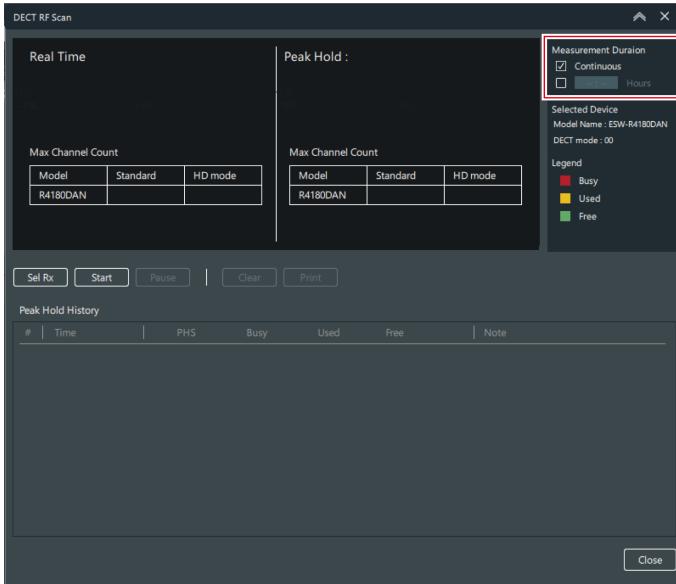 DECT RF Scan
Real Time
Peak Hold :
Max Channel Count
Model Standard HD mode
R4180DAN
Max Channel Count
Model Standard HD mode
R4180DAN
Measurement Duraion
Continuous
Hours
Selected Device
Model Name : ESW-R4180DAN
DECT mode : 00
Legend
Busy
Used
Free
Sel Rx Start Pause Clear Print
Peak Hold History
# Time PHS Busy Used Free Note
Close